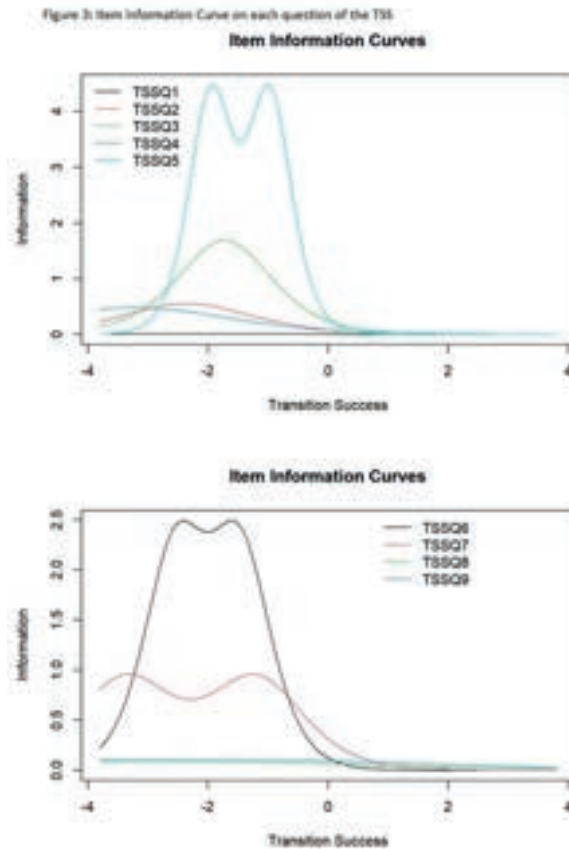 Figure 3: Item Information Curve on each question of the TSS
Item Information Curves
TSSQ1
TSSQ2
TSSQ3
TSSQ4
TSSQ5
Information
0
1
2
3
4
-4
-2
0
2
4
Transition Success
Item Information Curves
TSSQ6
TSSQ7
TSSQ8
TSSQ9
Information
0.0
0.5
1.0
1.5
2.0
2.5
-4
-2
0
2
4
Transition Success